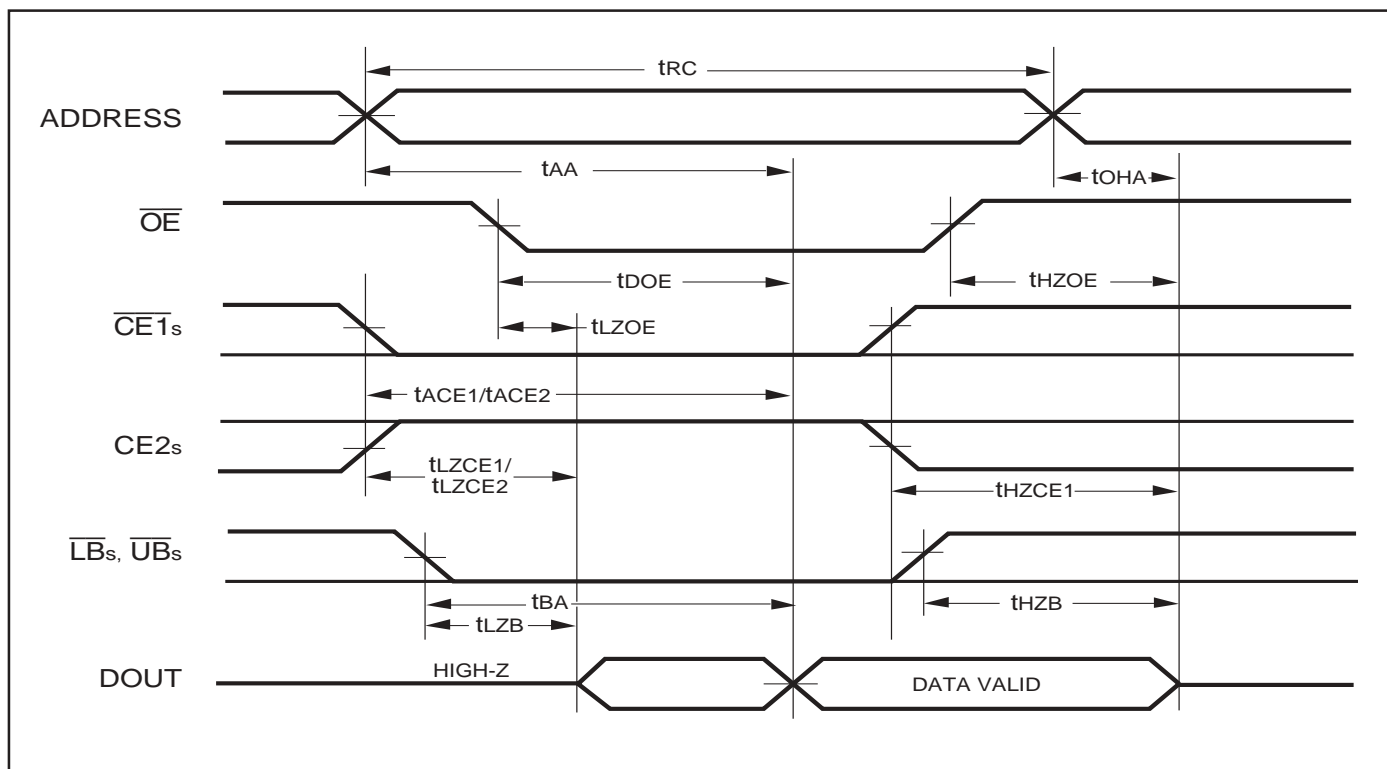 tRC
ADDRESS
tAA
tOHA
OE
tDOE
tHZOE
CE1s
tLZOE
tACE1/tACE2
CE2s
tLZCE1/
tLZCE2
tHZCE1
LBs, UBs
tBA
tHZB
tLZB
DOUT
HIGH-Z
DATA VALID